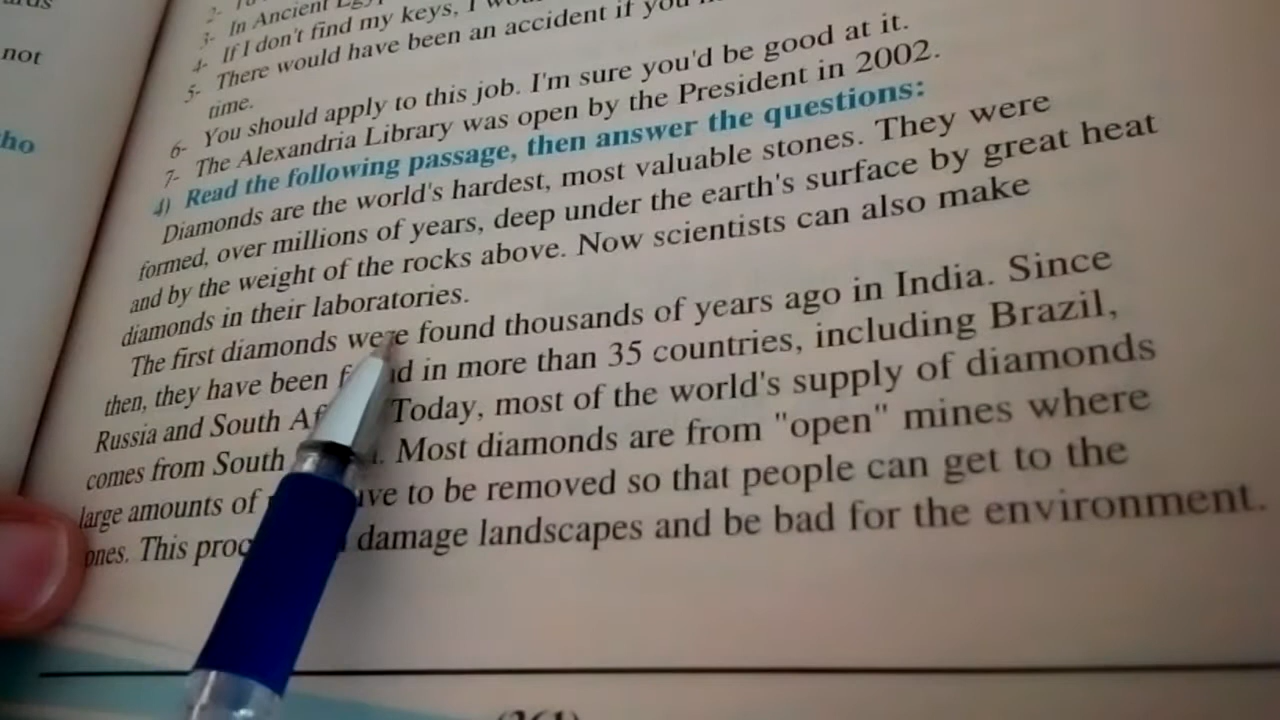 not
ho
2-
3- In Ancient
4- If I don't find my keys, I
5- There would have been an accident if you
time.
6- You should apply to this job. I'm sure you'd be good at it.
7- The Alexandria Library was open by the President in 2002.
4) Read the following passage, then answer the questions:
Diamonds are the world's hardest, most valuable stones. They were
formed, over millions of years, deep under the earth's surface by great heat
and by the weight of the rocks above. Now scientists can also make
diamonds in their laboratories.
The first diamonds were found thousands of years ago in India. Since
then, they have been in more than 35 countries, including Brazil,
Russia and South Today, most of the world's supply of diamonds
comes from South Most diamonds are from "open" mines where
large amounts of to be removed so that people can get to the
ones. This damage landscapes and be bad for the environment.